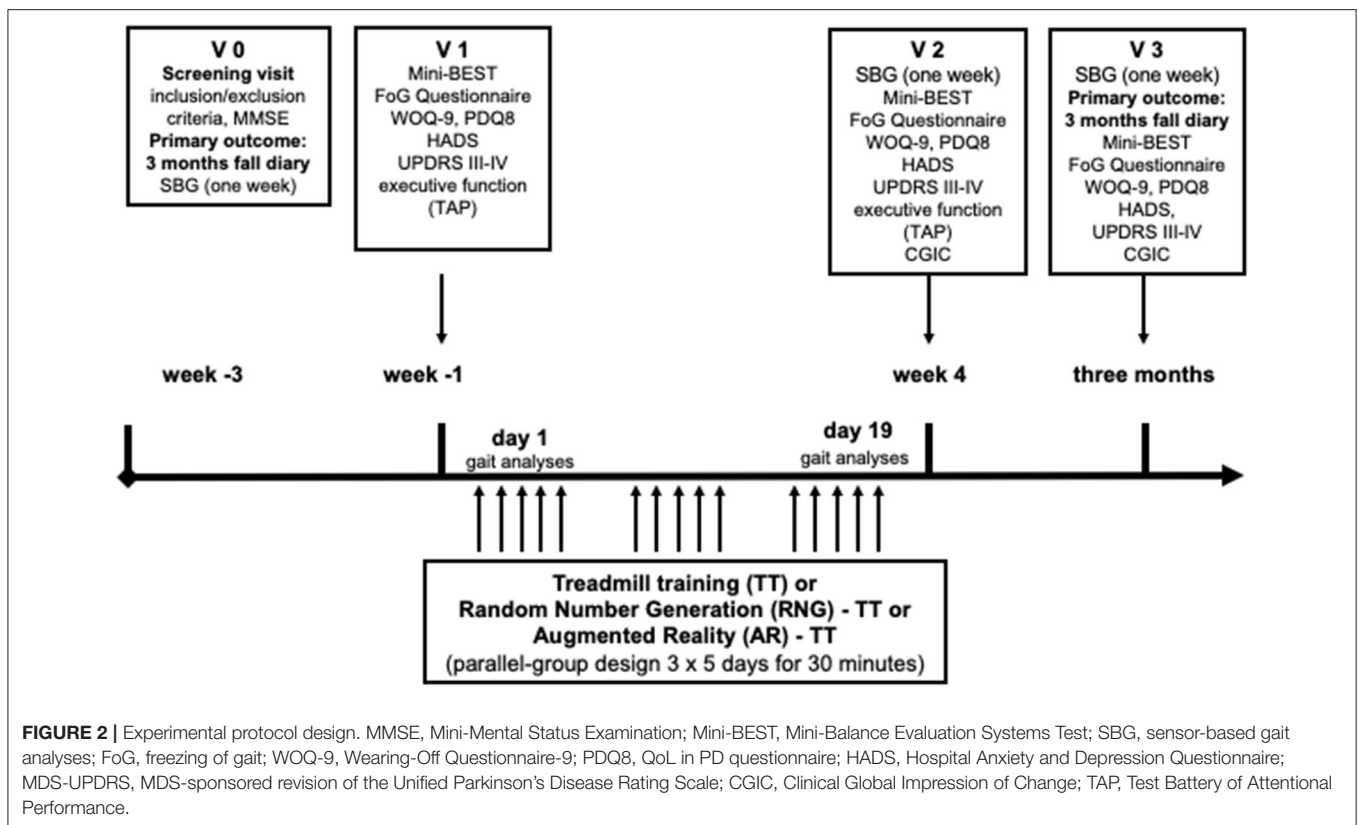 V 0
Screening visit
inclusion/exclusion
criteria, MMSE
Primary outcome:
3 months fall diary
SBG (one week)
V 1
Mini-BEST
FoG Questionnaire
WOQ-9, PDQ8
HADS
UPDRS III-IV
executive function
(TAP)
V 2
SBG (one week)
Mini-BEST
FoG Questionnaire
WOQ-9, PDQ8
HADS
UPDRS III-IV
executive function
(TAP)
CGIC
V 3
SBG (one week)
Primary outcome:
3 months fall diary
Mini-BEST
FoG Questionnaire
WOQ-9, PDQ8
HADS,
UPDRS III-IV
CGIC
week -3
week -1
week 4
three months
day 1
gait analyses
day 19
gait analyses
Treadmill training (TT) or
Random Number Generation (RNG) - TT or
Augmented Reality (AR) - TT
(parallel-group design 3 x 5 days for 30 minutes)
FIGURE 2 | Experimental protocol design. MMSE, Mini-Mental Status Examination; Mini-BEST, Mini-Balance Evaluation Systems Test; SBG, sensor-based gait
analyses; FoG, freezing of gait; WOQ-9, Wearing-Off Questionnaire-9; PDQ8, QoL in PD questionnaire; HADS, Hospital Anxiety and Depression Questionnaire;
MDS-UPDRS, MDS-sponsored revision of the Unified Parkinson's Disease Rating Scale; CGIC, Clinical Global Impression of Change; TAP, Test Battery of Attentional
Performance.